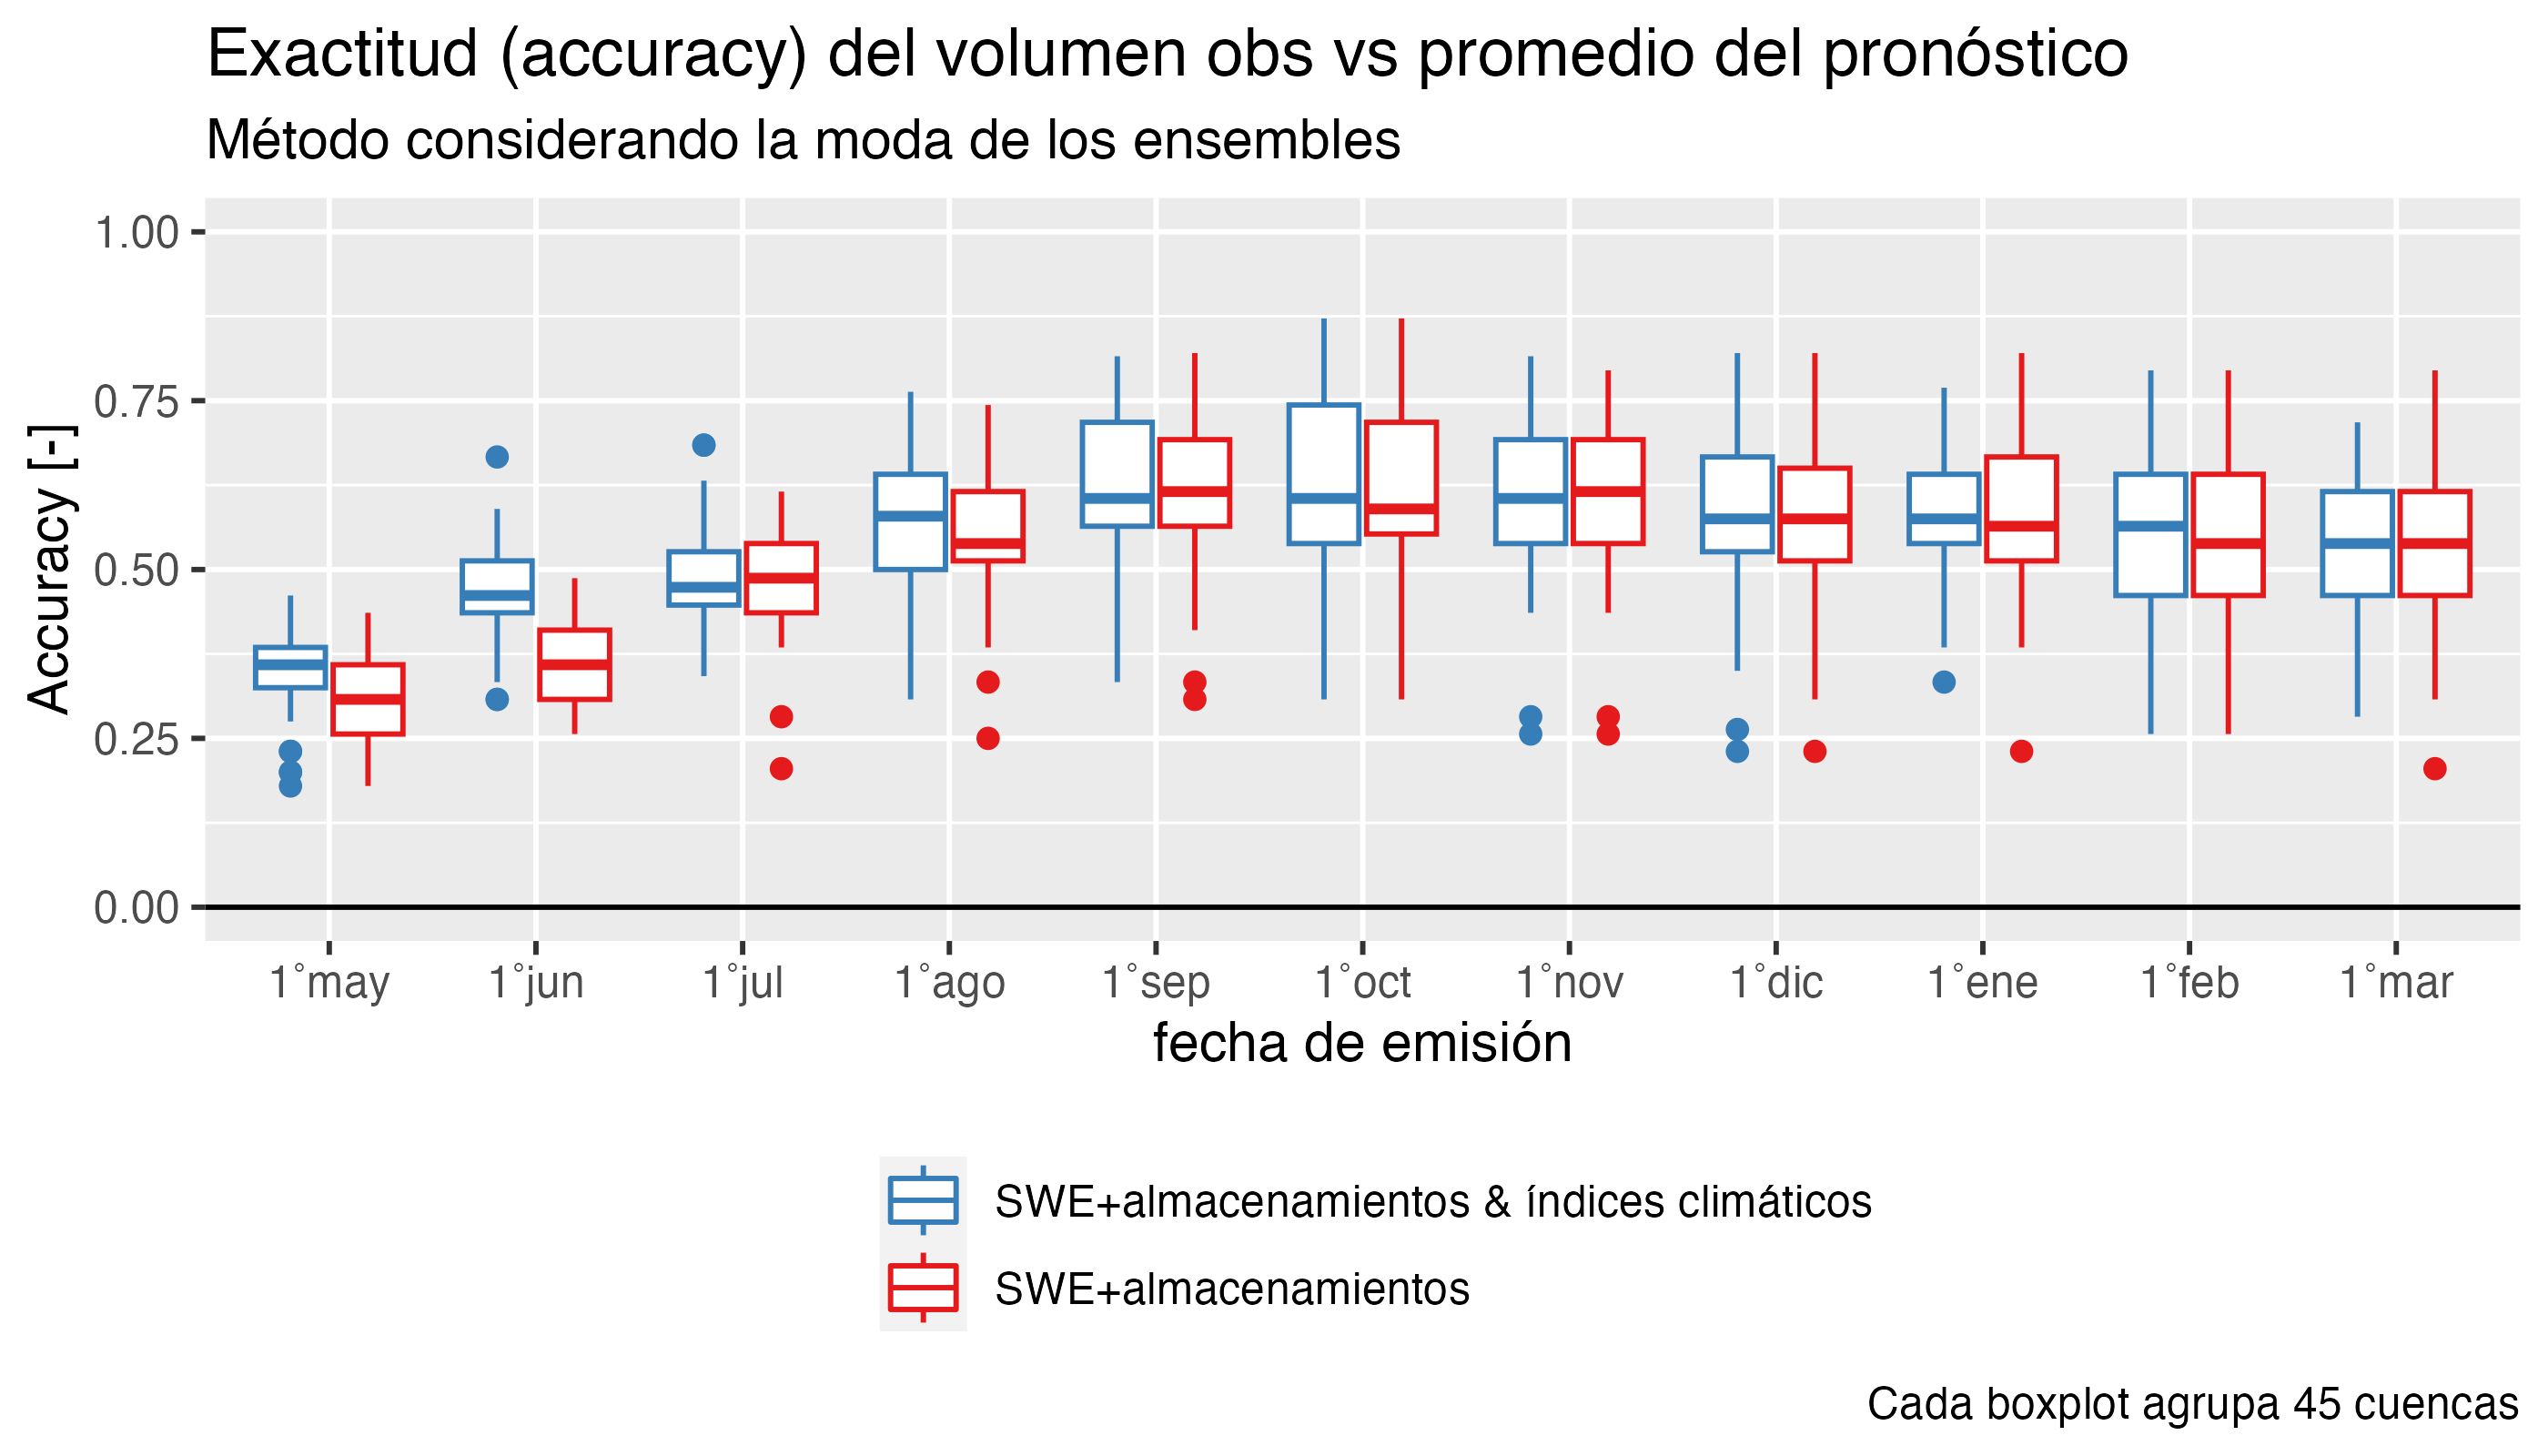 Exactitud (accuracy) del volumen obs vs promedio del pronóstico
Método considerando la moda de los ensembles
Accuracy [-]
1.00
0.75
0.50
0.25
0.00
1°may 1°jun 1°jul 1°ago 1°sep 1°oct 1°nov 1°dic 1°ene 1°feb 1°mar
fecha de emisión
SWE+almacenamientos & índices climáticos
SWE+almacenamientos
Cada boxplot agrupa 45 cuencas